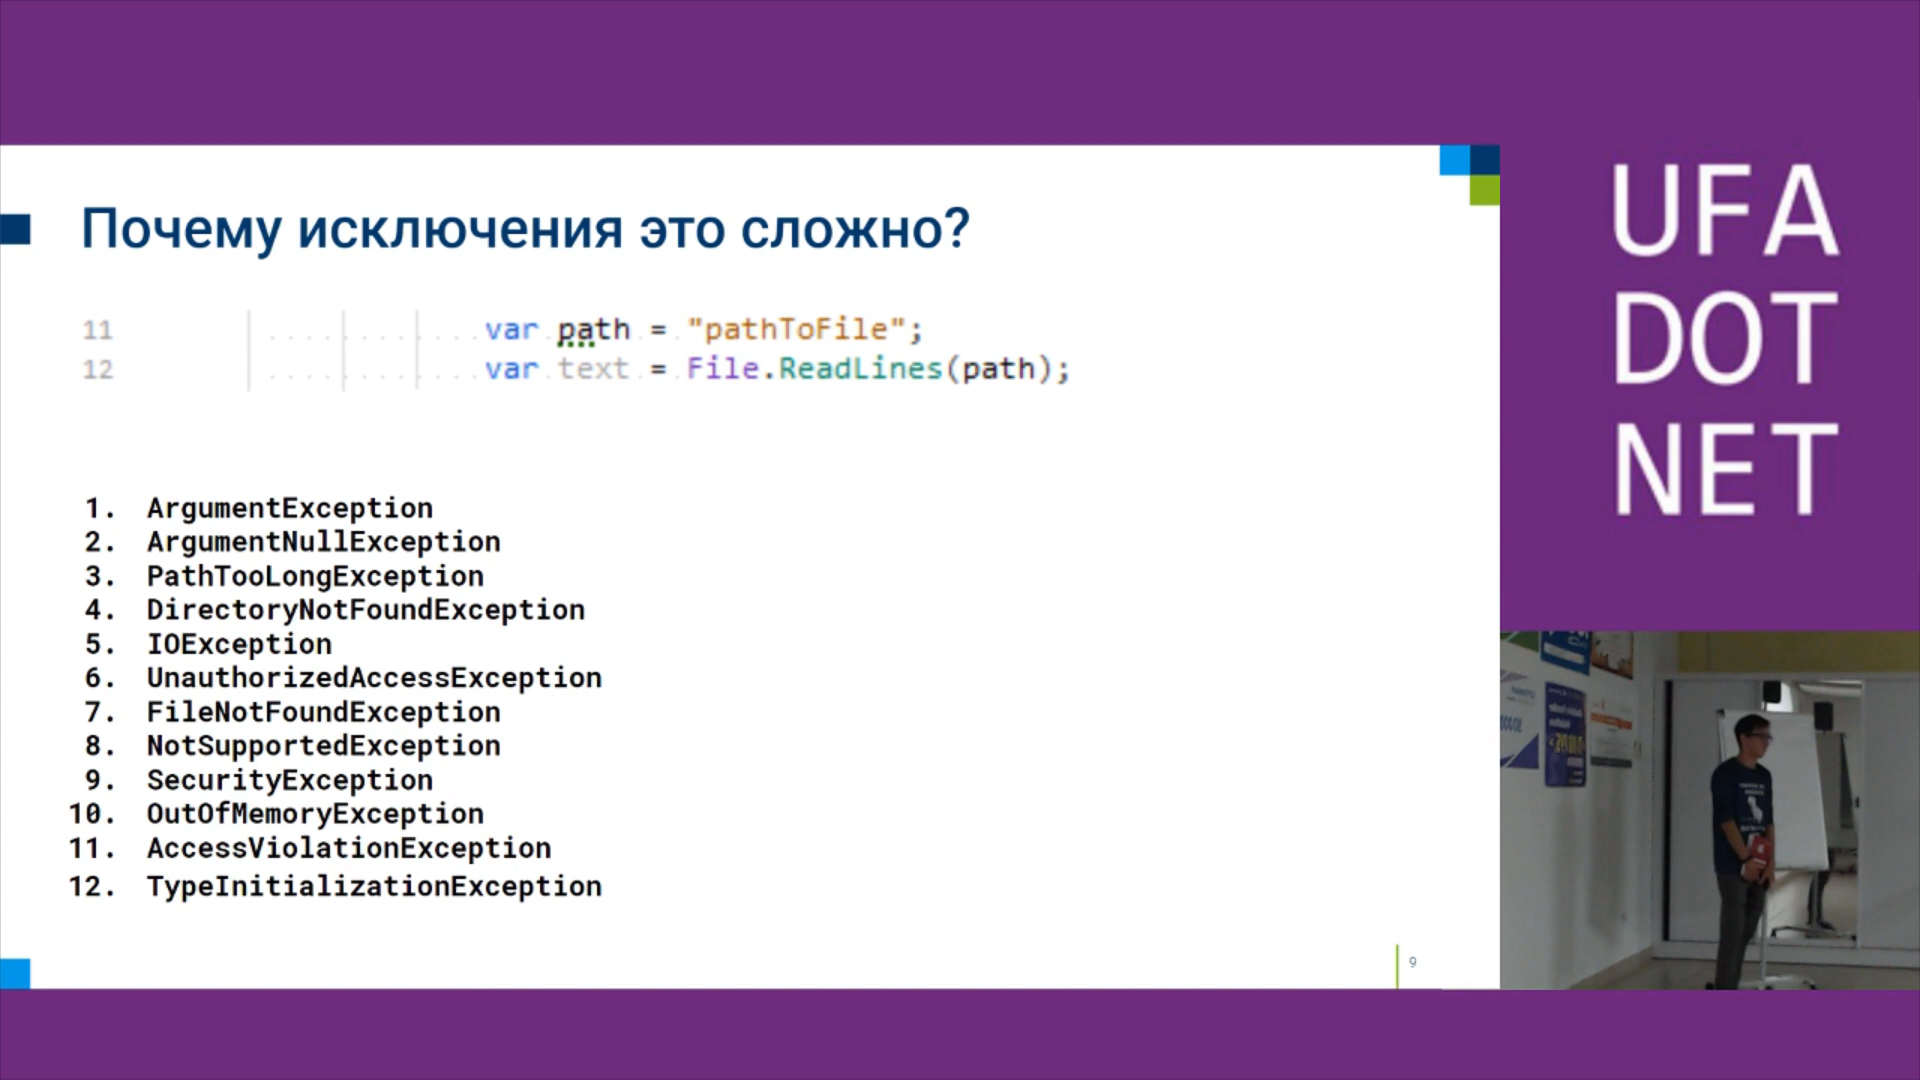 Почему исключения это сложно?
11 var path = "pathToFile";
12 var text = File.ReadLines(path);
1. ArgumentException
2. ArgumentNullException
3. PathTooLongException
4. DirectoryNotFoundException
5. IOException
6. UnauthorizedAccessException
7. FileNotFoundException
8. NotSupportedException
9. SecurityException
10. OutOfMemoryException
11. AccessViolationException
12. TypeInitializationException
9
UFA
DOT
NET